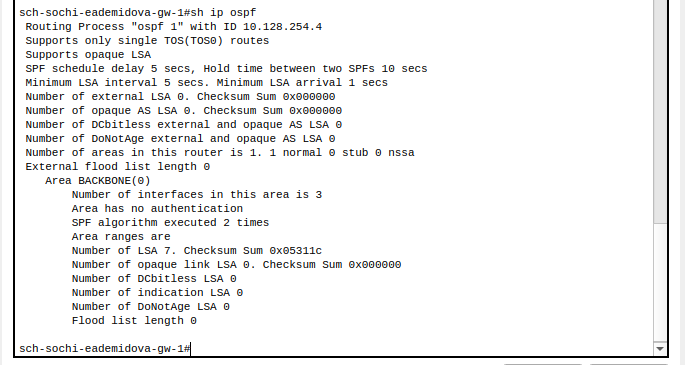 sch-sochi-eademidova-gw-1#sh ip ospf
Routing Process "ospf 1" with ID 10.128.254.4
Supports only single TOS(TOS0) routes
Supports opaque LSA
SPF schedule delay 5 secs, Hold time between two SPFs 10 secs
Minimum LSA interval 5 secs. Minimum LSA arrival 1 secs
Number of external LSA 0. Checksum Sum 0x000000
Number of opaque AS LSA 0. Checksum Sum 0x000000
Number of DCbitless external and opaque AS LSA 0
Number of DoNotAge external and opaque AS LSA 0
Number of areas in this router is 1. 1 normal 0 stub 0 nssa
External flood list length 0
Area BACKBONE(0)
Number of interfaces in this area is 3
Area has no authentication
SPF algorithm executed 2 times
Area ranges are
Number of LSA 7. Checksum Sum 0x05311c
Number of opaque link LSA 0. Checksum Sum 0x000000
Number of DCbitless LSA 0
Number of indication LSA 0
Number of DoNotAge LSA 0
Flood list length 0
sch-sochi-eademidova-gw-1#